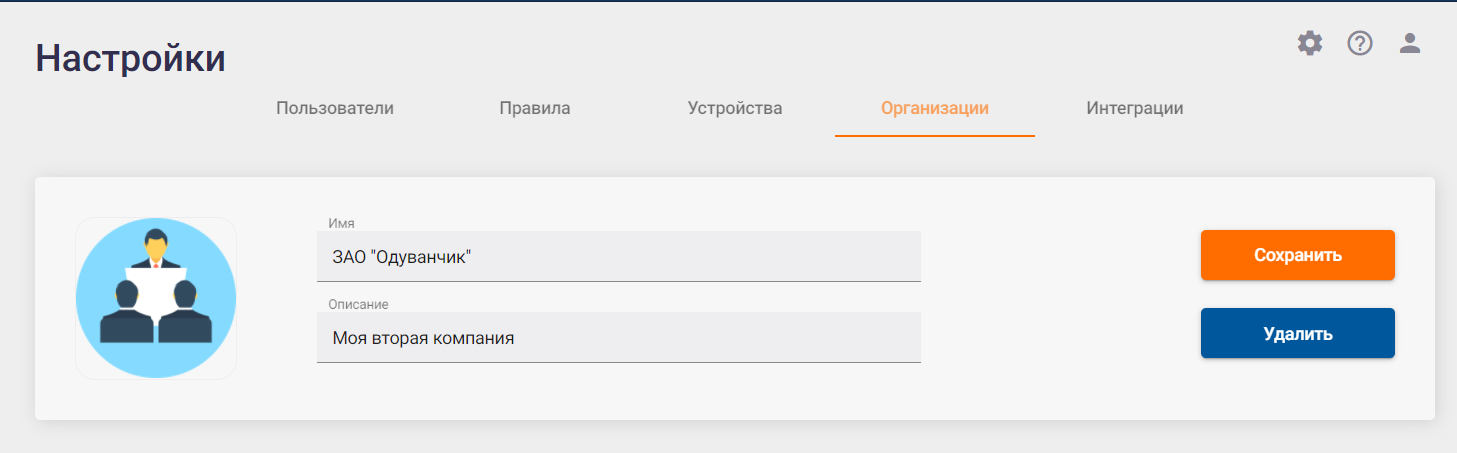 Настройки
Пользователи Правила Устройства Организации Интеграции
Имя
ЗАО "Одуванчик"
Сохранить
Описание
Моя вторая компания
Удалить